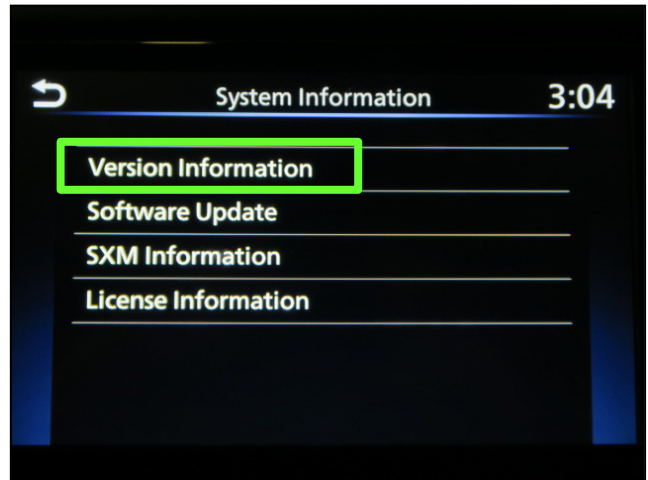 System Information 3:04
Version Information
Software Update
SXM Information
License Information